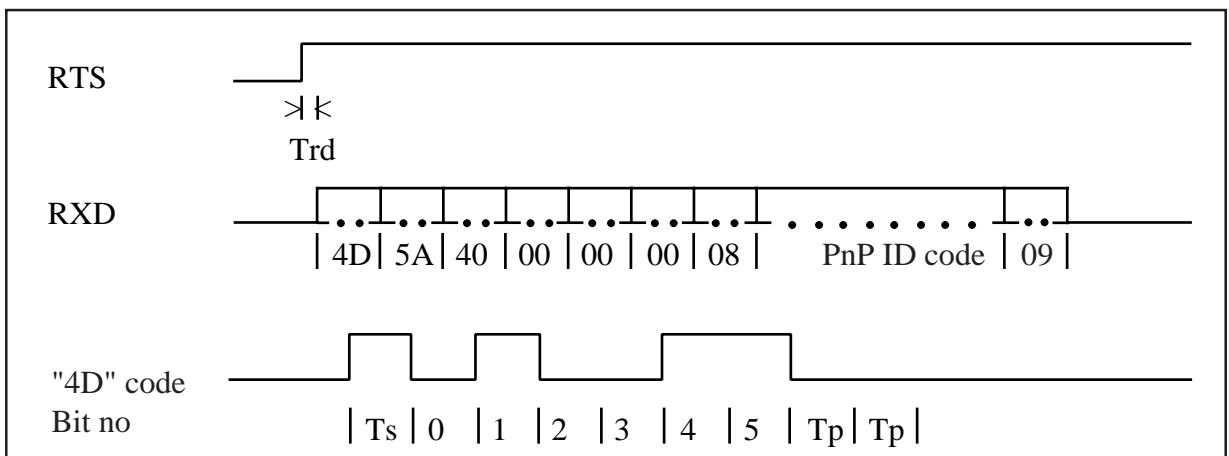 RTS
Trd
RXD
4D 5A 40 00 00 00 08 PnP ID code 09
"4D" code
Bit no Ts 0 1 2 3 4 5 Tp Tp